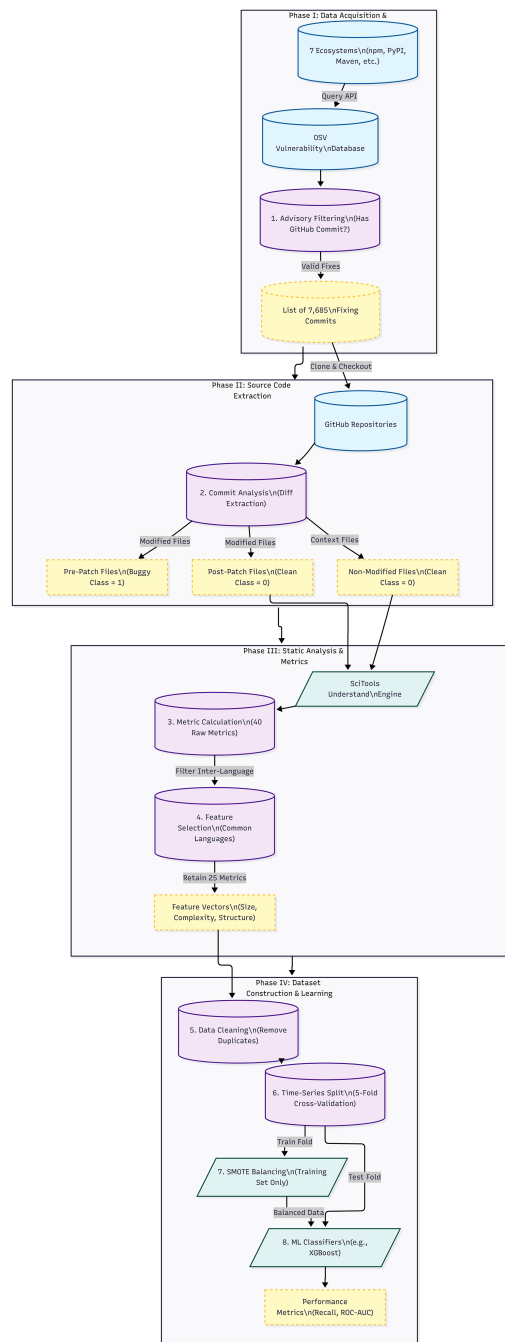 Phase I: Data Acquisition &
7 Ecosystems\n(npm, PyPI,
Maven, etc.)
Query API
OSV
Vulnerability\nDatabase
1. Advisory Filtering\n(Has
GitHub Commit?)
Valid Fixes
List of 7,685\nFixing
Commits
Clone & Checkout
Phase II: Source Code
Extraction
GitHub Repositories
2. Commit Analysis\n(Diff
Extraction)
Modified Files
Modified Files
Context Files
Pre-Patch Files\n(Buggy
Class = 1)
Post-Patch Files\n(Clean
Class = 0)
Non-Modified Files\n(Clean
Class = 0)
Phase III: Static Analysis &
Metrics
SciTools
Understand\nEngine
3. Metric Calculation\n(40
Raw Metrics)
Filter Inter-Language
4. Feature
Selection\n(Common
Languages)
Retain 25 Metrics
Feature Vectors\n(Size,
Complexity, Structure)
Phase IV: Dataset
Construction & Learning
5. Data Cleaning\n(Remove
Duplicates)
6. Time-Series Split\n(5-Fold
Cross-Validation)
Train Fold
7. SMOTE Balancing\n(Training
Set Only)
Test Fold
Balanced Data
8. ML Classifiers\n(e.g.,
XGBoost)
Performance
Metrics\n(Recall, ROC-AUC)